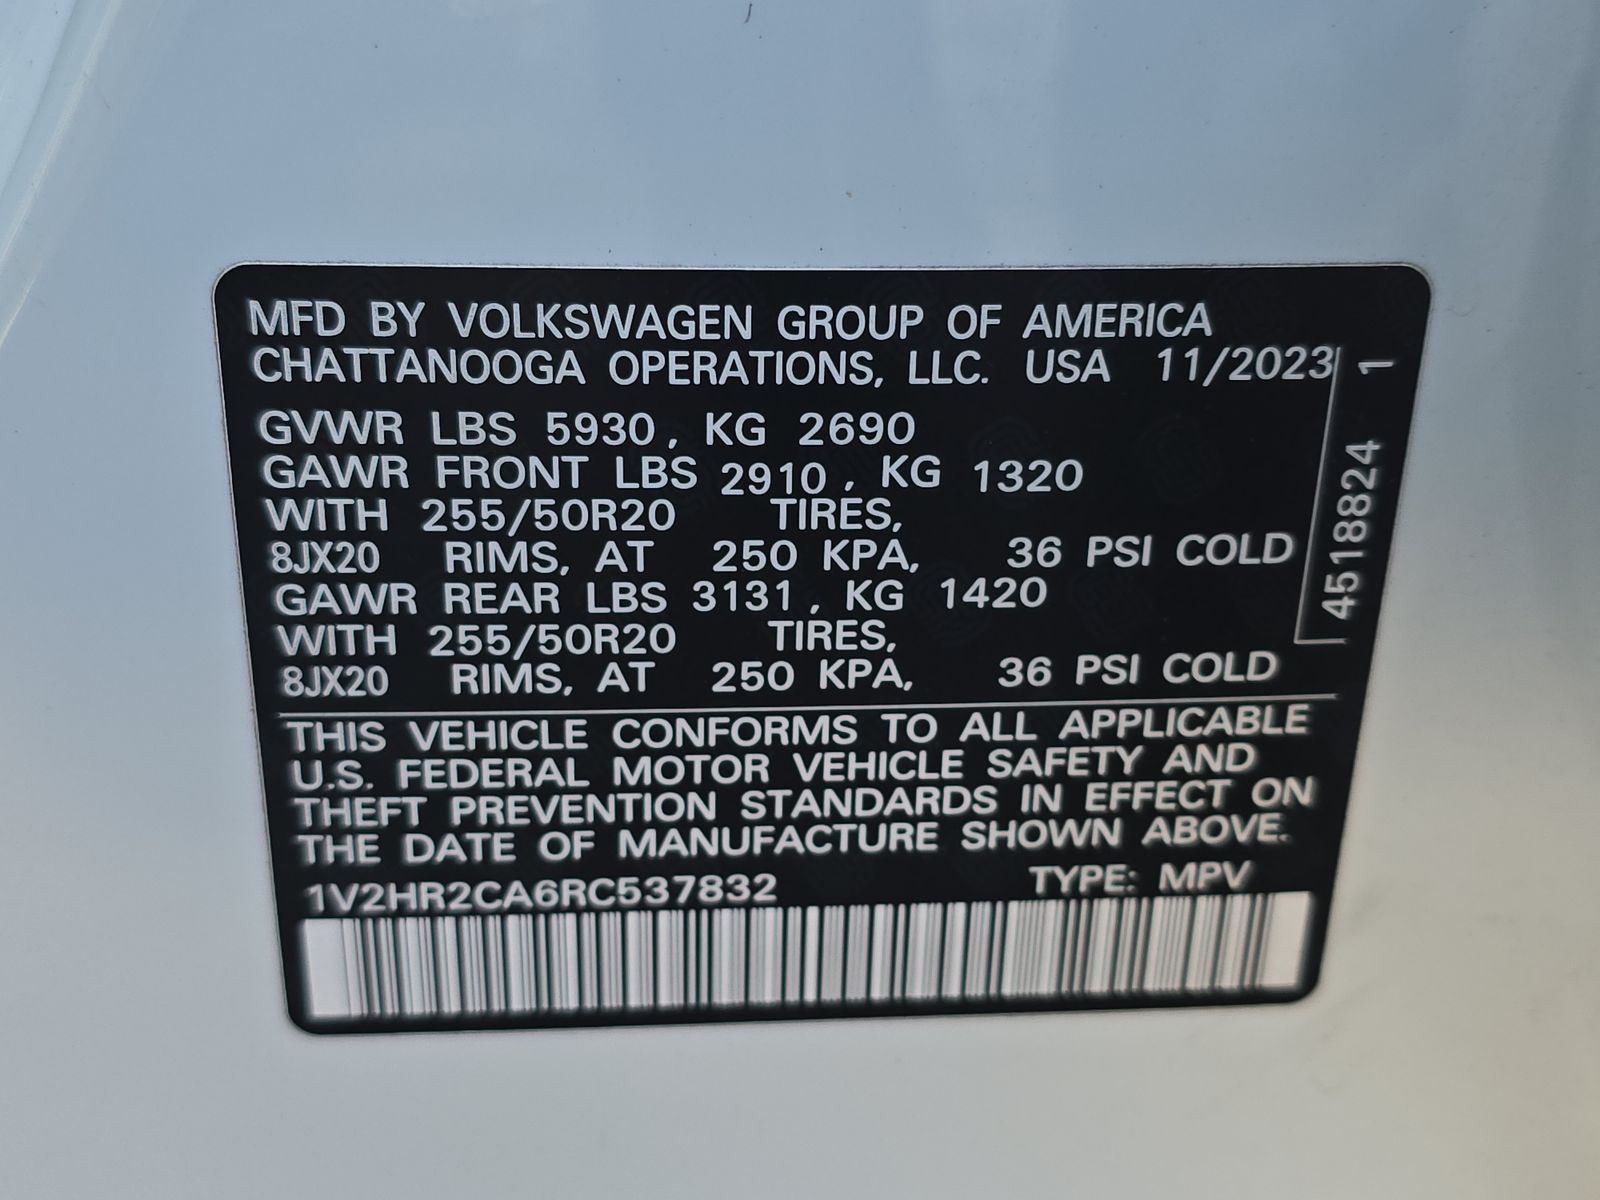 MFD BY VOLKSWAGEN GROUP OF AMERICA
CHATTANOOGA OPERATIONS, LLC. USA 11/2023
GVWR LBS 5930, KG 2690
GAWR FRONT LBS 2910, KG 1320
WITH 255/50R20 TIRES,
8JX20 RIMS, AT 250 KPA, 36 PSI COLD
GAWR REAR LBS 3131, KG 1420
WITH 255/50R20 TIRES,
8JX20 RIMS, AT 250 KPA, 36 PSI COLD
4518824 1
THIS VEHICLE CONFORMS TO ALL APPLICABLE
U.S. FEDERAL MOTOR VEHICLE SAFETY AND
THEFT PREVENTION STANDARDS IN EFFECT ON
THE DATE OF MANUFACTURE SHOWN ABOVE.
1V2HR2CA6RC537832 TYPE: MPV